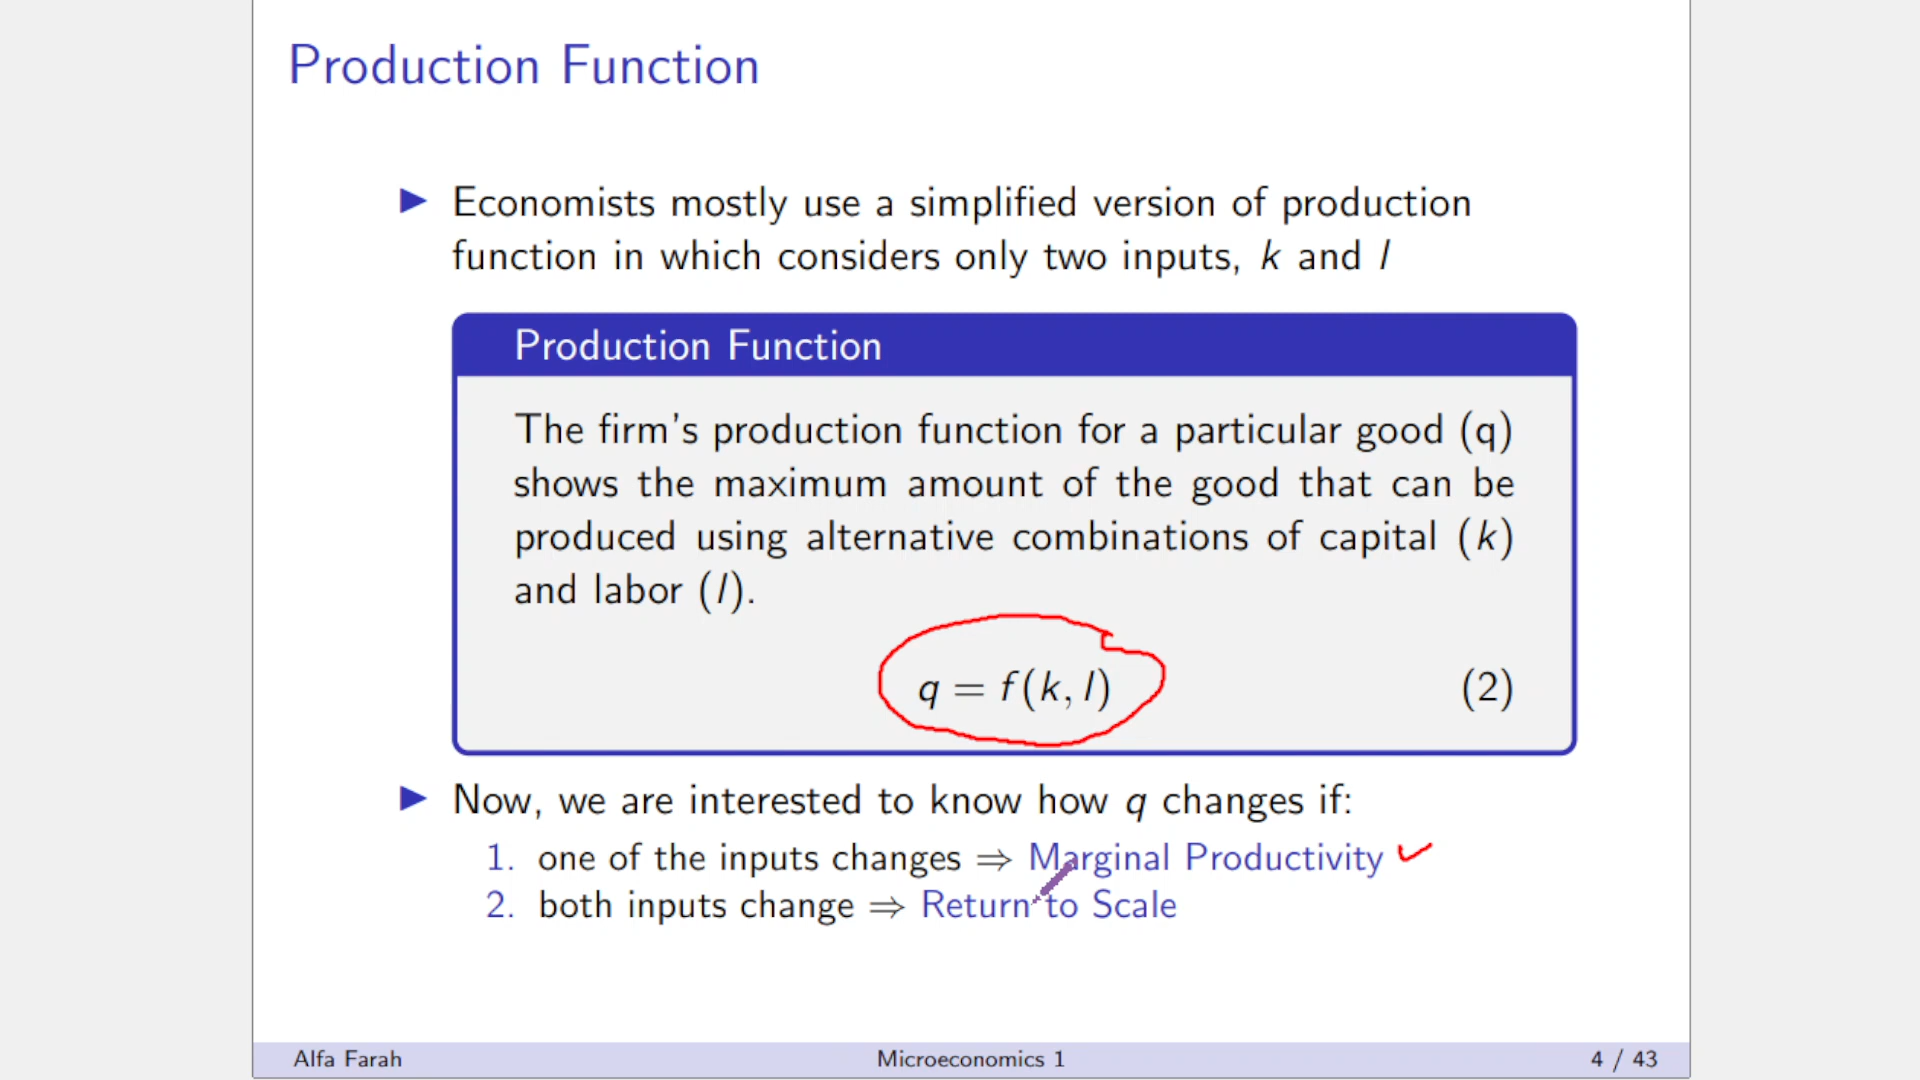 Production Function
▶ Economists mostly use a simplified version of production
function in which considers only two inputs, k and l
Production Function
The firm's production function for a particular good (q)
shows the maximum amount of the good that can be
produced using alternative combinations of capital (k)
and labor (l).
q = f(k, l) (2)
▶ Now, we are interested to know how q changes if:
1. one of the inputs changes ⇒ Marginal Productivity
2. both inputs change ⇒ Return to Scale
Alfa Farah Microeconomics 1 4 / 43